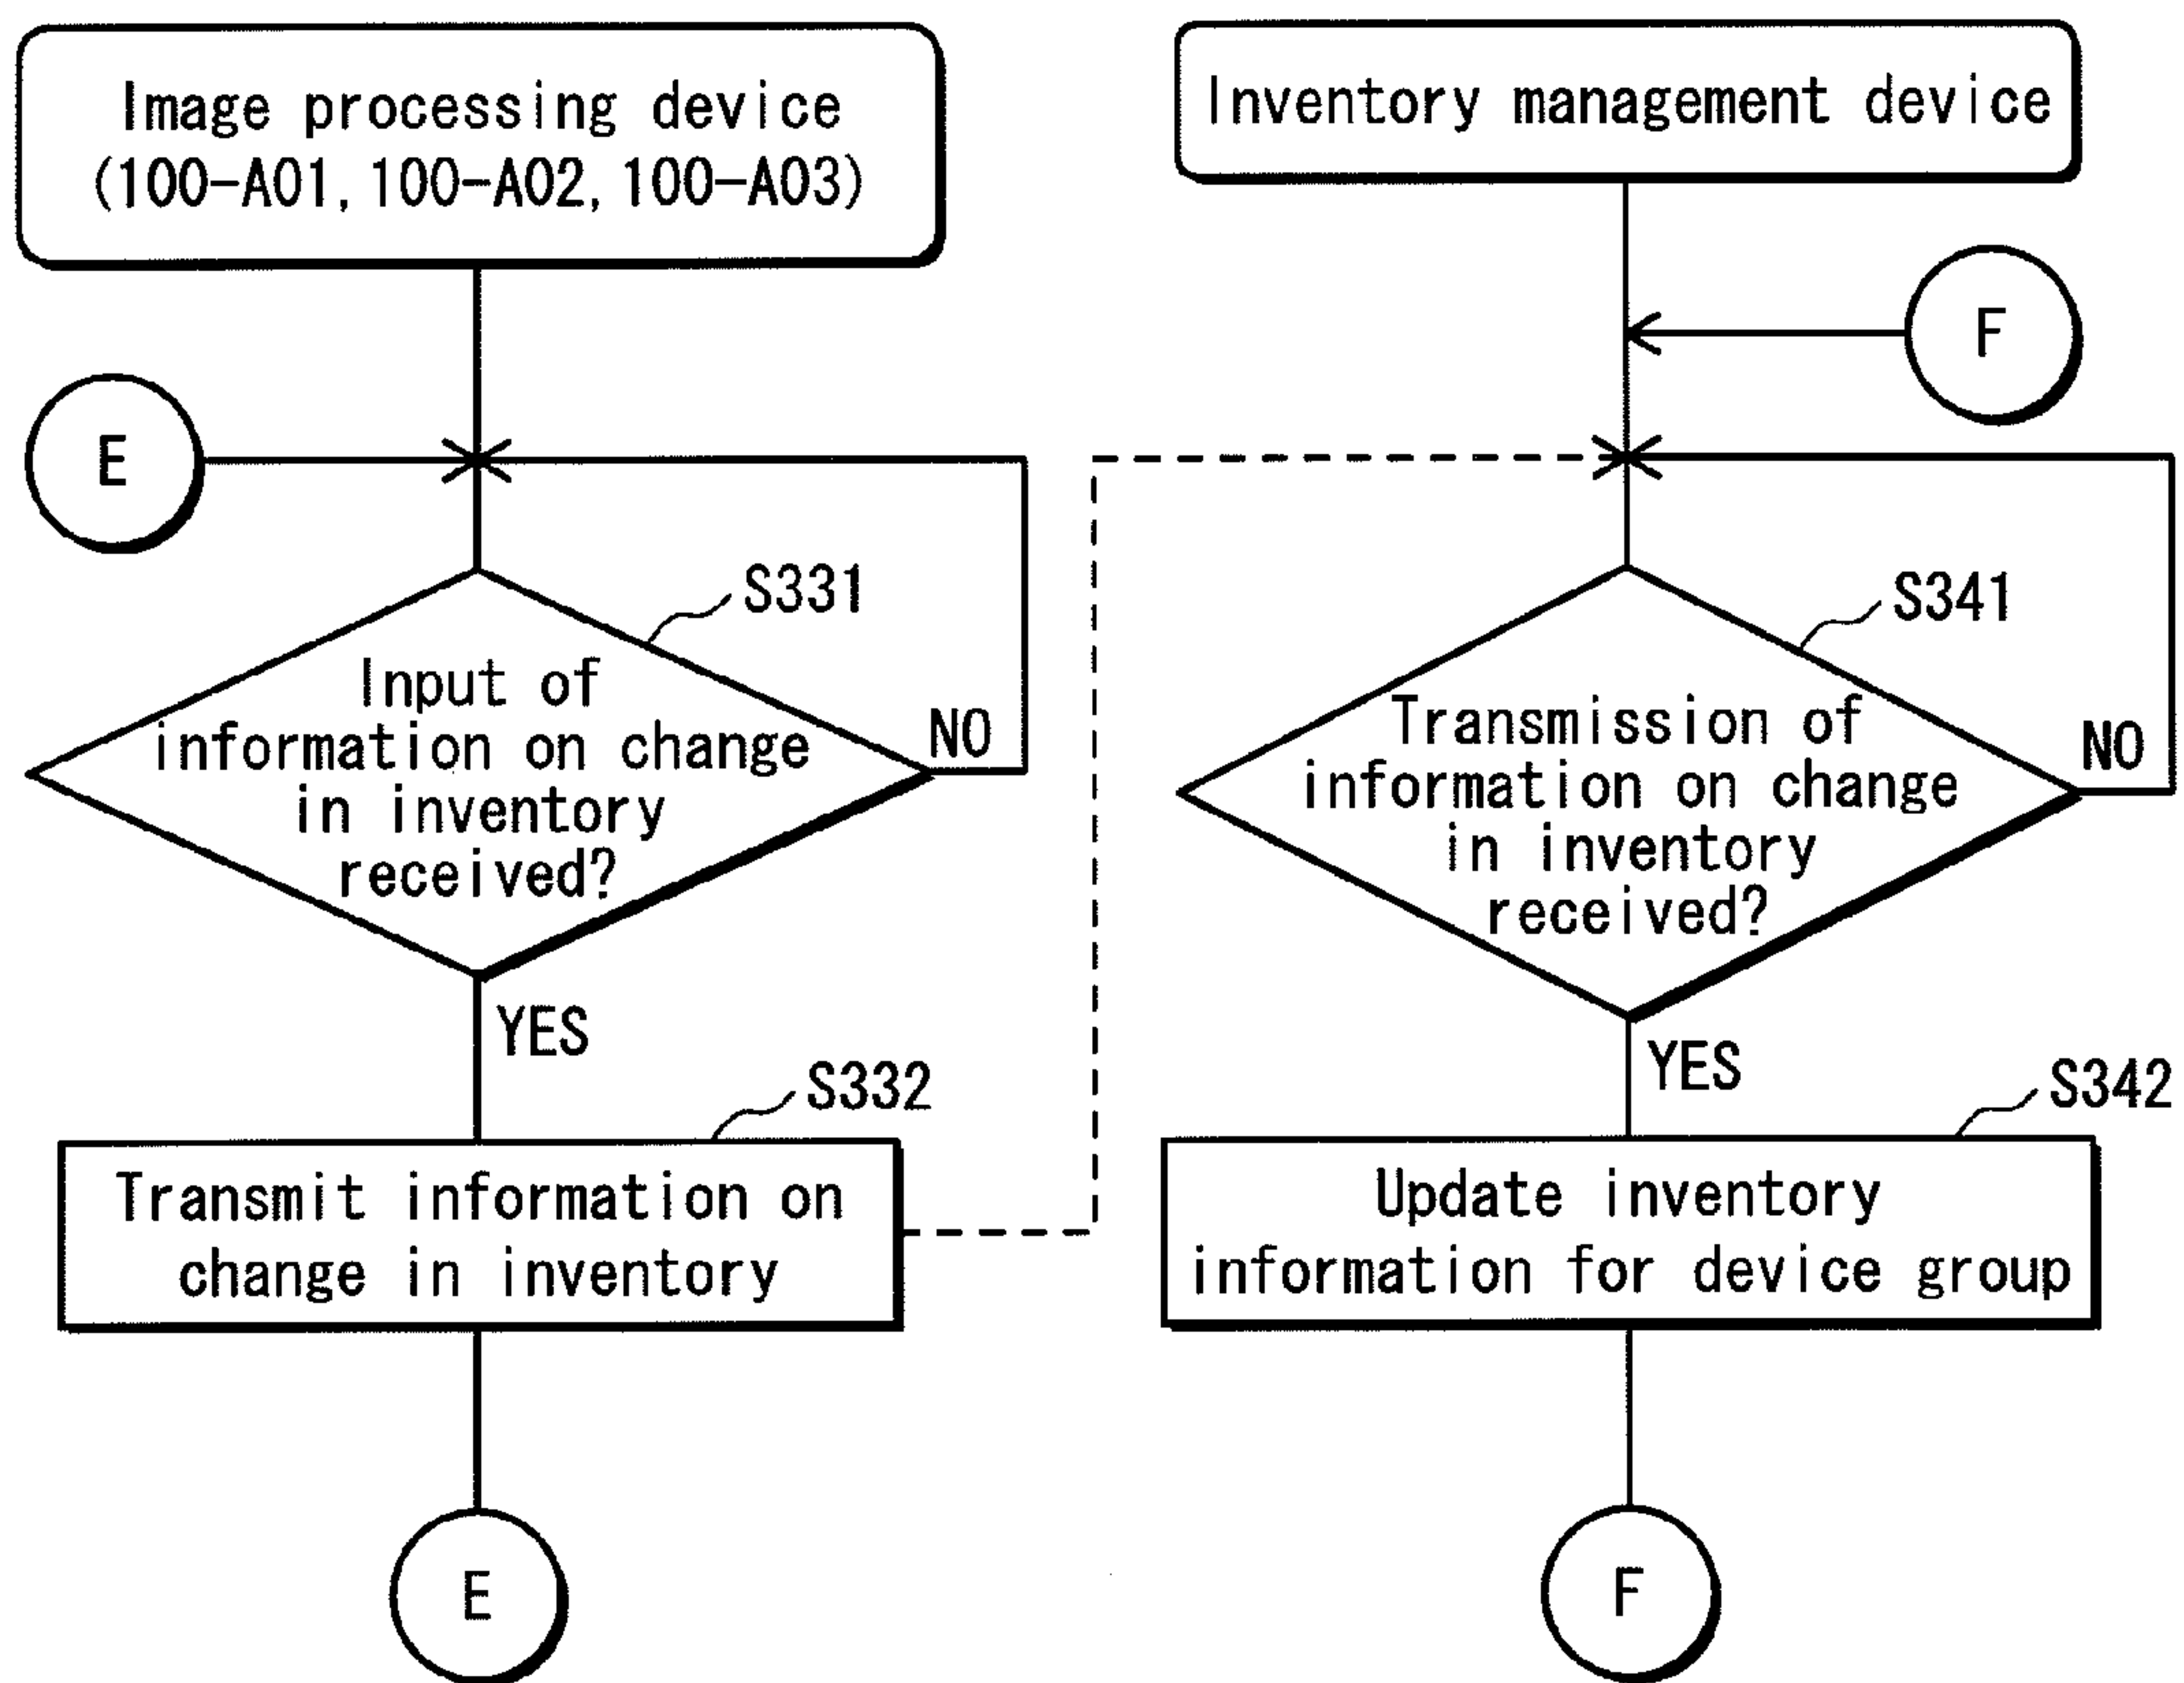 Image processing device
(100-A01, 100-A02, 100-A03)
E
S331
Input of
information on change
in inventory
received?
NO
YES
S332
Transmit information on
change in inventory
E
Inventory management device
F
S341
Transmission of
information on change
in inventory
received?
NO
YES
S342
Update inventory
information for device group
F